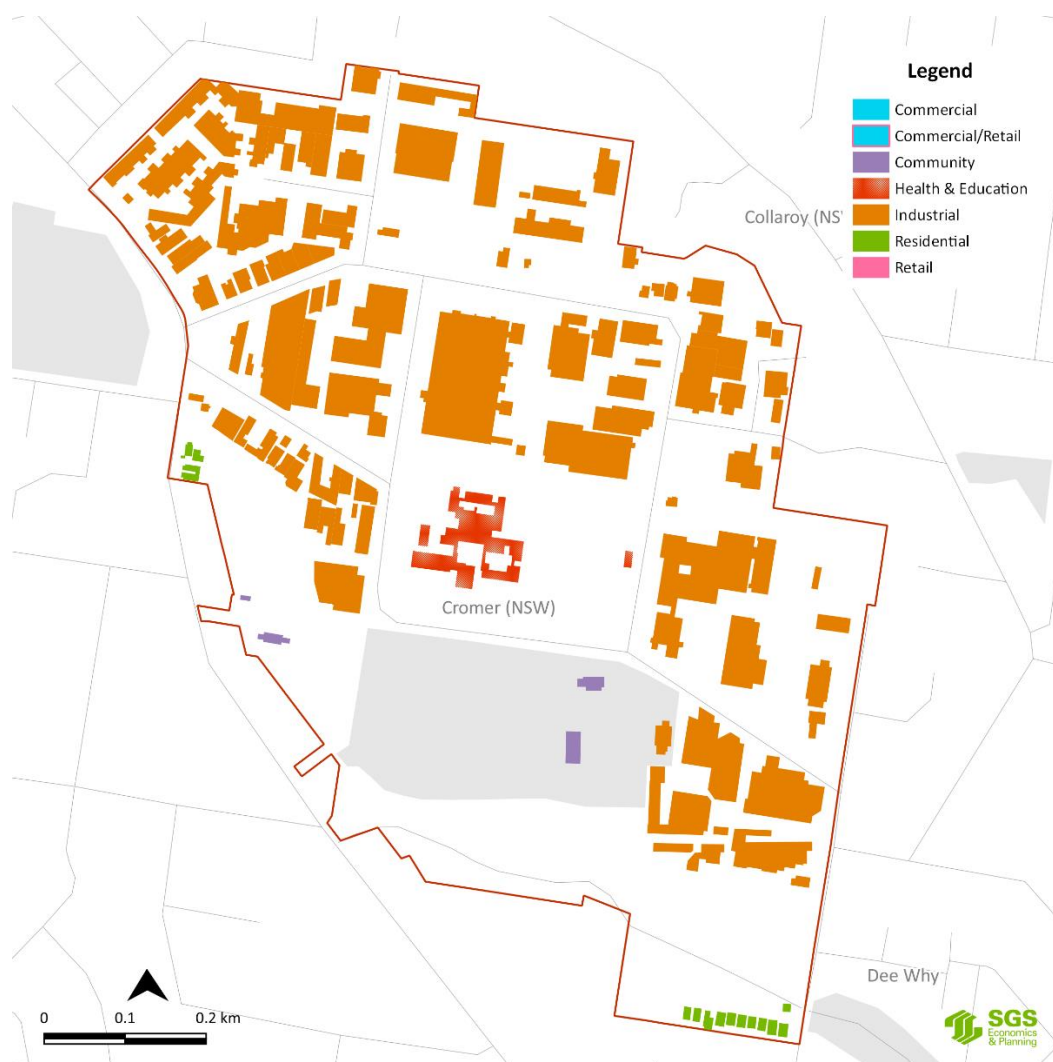 Legend
Commercial
Commercial/Retail
Community
Health & Education
Industrial
Residential
Retail
Collaroy (NS
Cromer (NSW)
Dee Why
0 0.1 0.2 km
SGS
Economics
& Planning